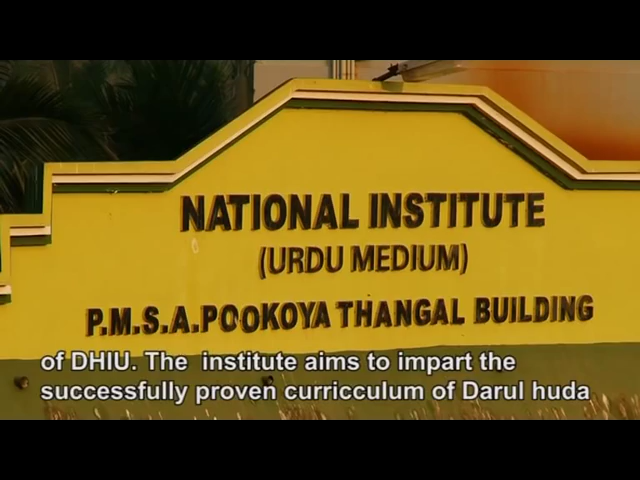 NATIONAL INSTITUTE
(URDU MEDIUM)
P.M.S.A.POOKOYA THANGAL BUILDING
of DHIU. The institute aims to impart the
successfully proven curricculum of Darul huda